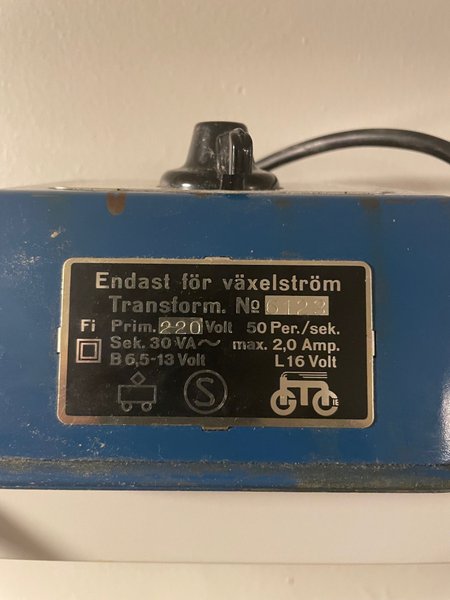 Endast för växelström
Transform. No 6123
Fi Prim. 220 Volt 50 Per./sek.
Sek. 30 VA~ max. 2,0 Amp.
B 6,5-13 Volt L 16 Volt
S